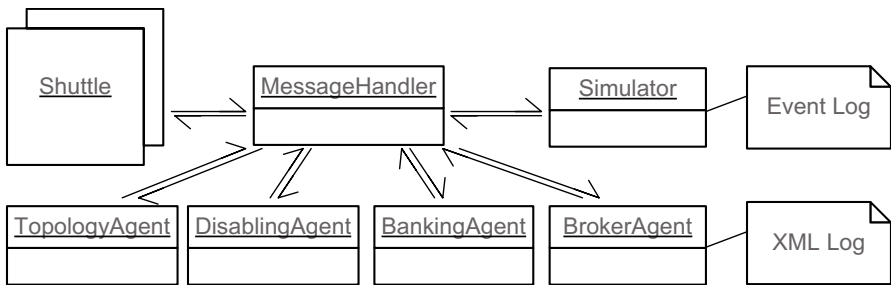 Shuttle
MessageHandler
Simulator
Event Log
TopologyAgent
DisablingAgent
BankingAgent
BrokerAgent
XML Log